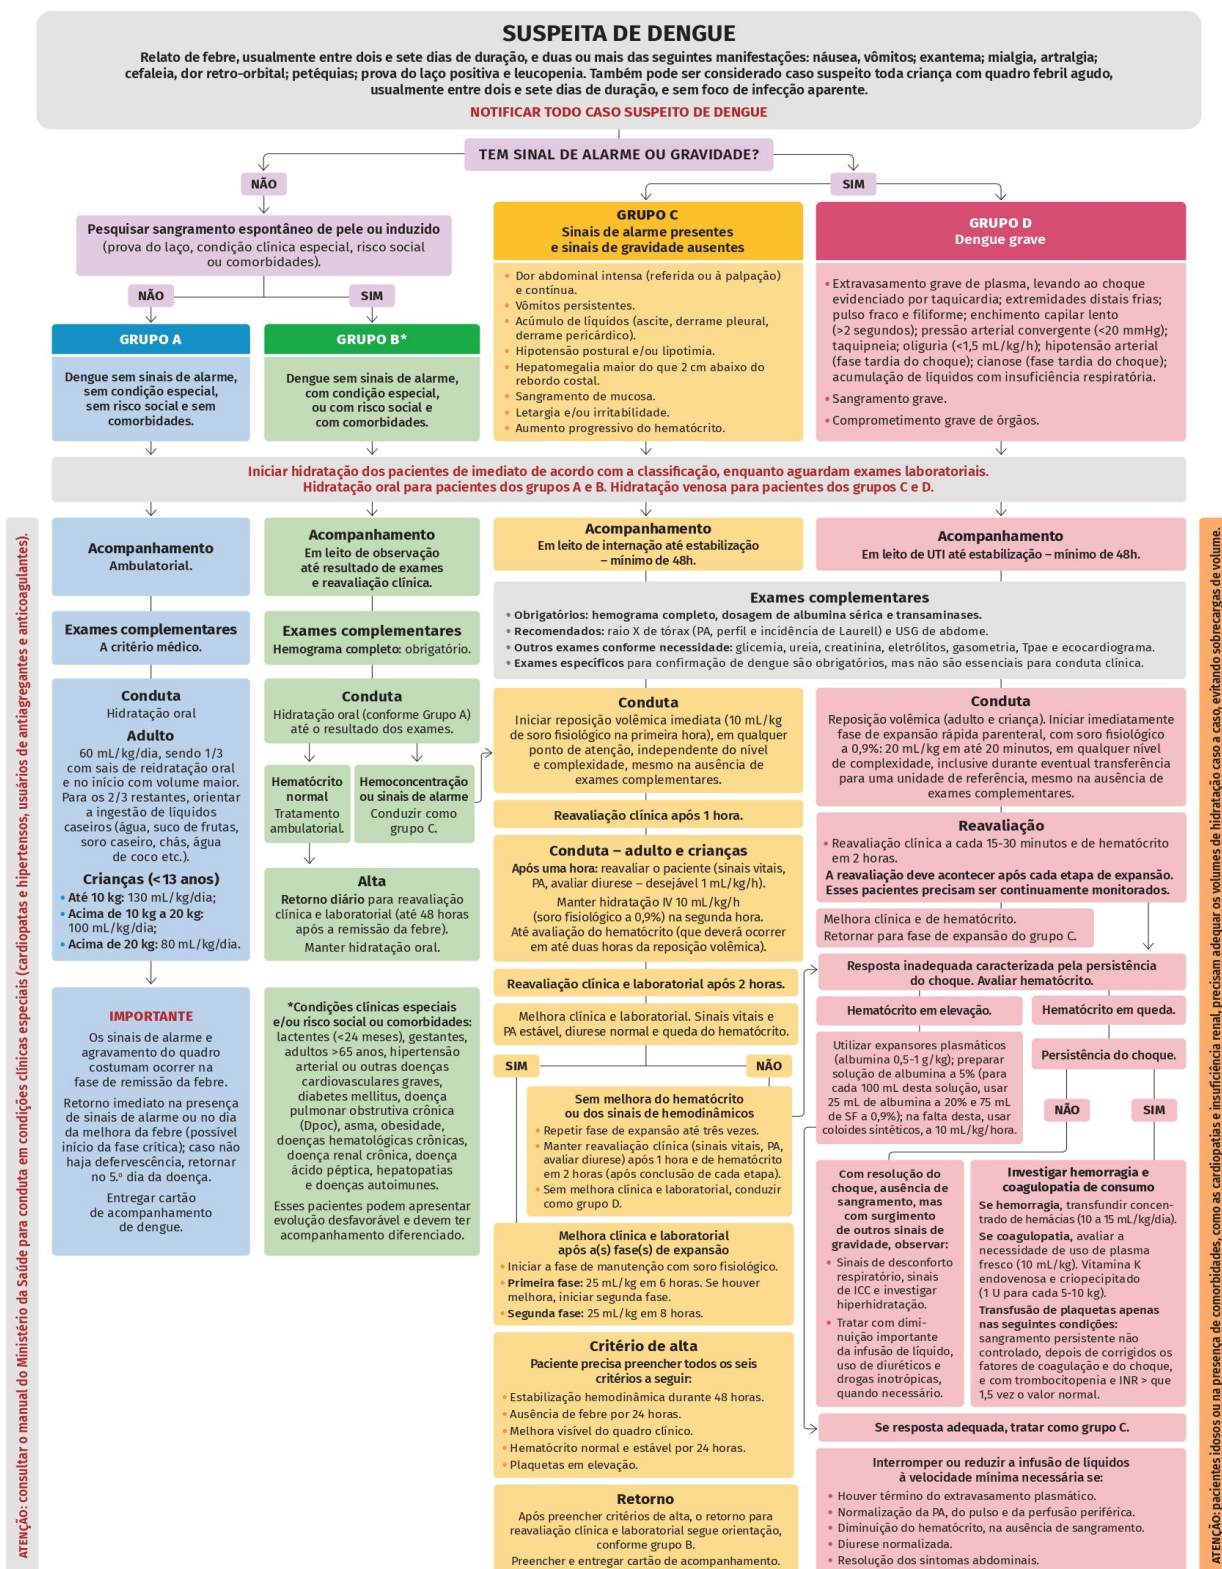 SUSPEITA DE DENGUE
Relato de febre, usualmente entre dois e sete dias de duração, e duas ou mais das seguintes manifestações: náusea, vômitos; exantema; mialgia, artralgia;
cefaleia, dor retro-orbital; petéquias; prova do laço positiva e leucopenia. Também pode ser considerado caso suspeito toda criança com quadro febril agudo,
usualmente entre dois e sete dias de duração, e sem foco de infecção aparente.
NOTIFICAR TODO CASO SUSPEITO DE DENGUE
TEM SINAL DE ALARME OU GRAVIDADE?
NÃO
SIM
Pesquisar sangramento espontâneo de pele ou induzido
(prova do laço, condição clínica especial, risco social
ou comorbidades).
NÃO
SIM
GRUPO A
Dengue sem sinais de alarme,
sem condição especial,
sem risco social e sem
comorbidades.
GRUPO B*
Dengue sem sinais de alarme,
com condição especial,
ou com risco social e
com comorbidades.
GRUPO C
Sinais de alarme presentes
e sinais de gravidade ausentes
• Dor abdominal intensa (referida ou à palpação)
e contínua.
• Vômitos persistentes.
• Acúmulo de líquidos (ascite, derrame pleural,
derrame pericárdico).
• Hipotensão postural e/ou lipotimia.
• Hepatomegalia maior do que 2 cm abaixo do
rebordo costal.
• Sangramento de mucosa.
• Letargia e/ou irritabilidade.
• Aumento progressivo do hematócrito.
GRUPO D
Dengue grave
• Extravasamento grave de plasma, levando ao choque
evidenciado por taquicardia; extremidades distais frias;
pulso fraco e filiforme; enchimento capilar lento
(>2 segundos); pressão arterial convergente (<20 mmHg);
taquipneia; oliguria (<1,5 mL/kg/h); hipotensão arterial
(fase tardia do choque); cianose (fase tardia do choque);
acumulação de líquidos com insuficiência respiratória.
• Sangramento grave.
• Comprometimento grave de órgãos.
Iniciar hidratação dos pacientes de imediato de acordo com a classificação, enquanto aguardam exames laboratoriais.
Hidratação oral para pacientes dos grupos A e B. Hidratação venosa para pacientes dos grupos C e D.
ATENÇÃO: consultar o manual do Ministério da Saúde para conduta em condições clínicas especiais (cardiopatas e hipertensos, usuários de antiagregantes e anticoagulantes).
Acompanhamento
Ambulatorial.
Exames complementares
A critério médico.
Conduta
Hidratação oral
Adulto
60 mL/kg/dia, sendo 1/3
com sais de reidratação oral
e no início com volume maior.
Para os 2/3 restantes, orientar
a ingestão de líquidos
caseiros (água, suco de frutas,
soro caseiro, chás, água
de coco etc.).
Crianças (<13 anos)
• Até 10 kg: 130 mL/kg/dia;
• Acima de 10 kg a 20 kg:
100 mL/kg/dia;
• Acima de 20 kg: 80 mL/kg/dia.
IMPORTANTE
Os sinais de alarme e
agravamento do quadro
costumam ocorrer na
fase de remissão da febre.
Retorno imediato na presença
de sinais de alarme ou no dia
da melhora da febre (possível
início da fase crítica); caso não
haja defervescência, retornar
no 5.º dia da doença.
Entregar cartão
de acompanhamento
de dengue.
Acompanhamento
Em leito de observação
até resultado de exames
e reavaliação clínica.
Exames complementares
Hemograma completo: obrigatório.
Conduta
Hidratação oral (conforme Grupo A)
até o resultado dos exames.
Hematócrito
normal
Tratamento
ambulatorial.
Hemoconcentração
ou sinais de alarme
Conduzir como
grupo C.
Alta
Retorno diário para reavaliação
clínica e laboratorial (até 48 horas
após a remissão da febre).
Manter hidratação oral.
*Condições clínicas especiais
e/ou risco social ou comorbidades:
lactentes (<24 meses), gestantes,
adultos >65 anos, hipertensão
arterial ou outras doenças
cardiovasculares graves,
diabetes mellitus, doença
pulmonar obstrutiva crônica
(Dpoc), asma, obesidade,
doenças hematológicas crônicas,
doença renal crônica, doença
ácido péptica, hepatopatias
e doenças autoimunes.
Esses pacientes podem apresentar
evolução desfavorável e devem ter
acompanhamento diferenciado.
Acompanhamento
Em leito de internação até estabilização
– mínimo de 48h.
Acompanhamento
Em leito de UTI até estabilização – mínimo de 48h.
Exames complementares
• Obrigatórios: hemograma completo, dosagem de albumina sérica e transaminases.
• Recomendados: raio X de tórax (PA, perfil e incidência de Laurell) e USG de abdome.
• Outros exames conforme necessidade: glicemia, ureia, creatinina, eletrólitos, gasometria, Tpae e ecocardiograma.
• Exames específicos para confirmação de dengue são obrigatórios, mas não são essenciais para conduta clínica.
Conduta
Iniciar reposição volêmica imediata (10 mL/kg
de soro fisiológico na primeira hora), em qualquer
ponto de atenção, independente do nível
e complexidade, mesmo na ausência de
exames complementares.
Reavaliação clínica após 1 hora.
Conduta – adulto e crianças
Após uma hora: reavaliar o paciente (sinais vitais,
PA, avaliar diurese – desejável 1 mL/kg/h).
Manter hidratação IV 10 mL/kg/h
(soro fisiológico a 0,9%) na segunda hora.
Até avaliação do hematócrito (que deverá ocorrer
em até duas horas da reposição volêmica).
Reavaliação clínica e laboratorial após 2 horas.
Melhora clínica e laboratorial. Sinais vitais e
PA estável, diurese normal e queda do hematócrito.
SIM
NÃO
Sem melhora do hematócrito
ou dos sinais de hemodinâmicos
• Repetir fase de expansão até três vezes.
• Manter reavaliação clínica (sinais vitais, PA,
avaliar diurese) após 1 hora e de hematócrito
em 2 horas (após conclusão de cada etapa).
• Sem melhora clínica e laboratorial, conduzir
como grupo D.
Melhora clínica e laboratorial
após a(s) fase(s) de expansão
• Iniciar a fase de manutenção com soro fisiológico.
• Primeira fase: 25 mL/kg em 6 horas. Se houver
melhora, iniciar segunda fase.
• Segunda fase: 25 mL/kg em 8 horas.
Critério de alta
Paciente precisa preencher todos os seis
critérios a seguir:
• Estabilização hemodinâmica durante 48 horas.
• Ausência de febre por 24 horas.
• Melhora visível do quadro clínico.
• Hematócrito normal e estável por 24 horas.
• Plaquetas em elevação.
Retorno
Após preencher critérios de alta, o retorno para
reavaliação clínica e laboratorial segue orientação,
conforme grupo B.
Preencher e entregar cartão de acompanhamento.
Conduta
Reposição volêmica (adulto e criança). Iniciar imediatamente
fase de expansão rápida parenteral, com soro fisiológico
a 0,9%: 20 mL/kg em até 20 minutos, em qualquer nível
de complexidade, inclusive durante eventual transferência
para uma unidade de referência, mesmo na ausência de
exames complementares.
Reavaliação
• Reavaliação clínica a cada 15-30 minutos e de hematócrito
em 2 horas.
A reavaliação deve acontecer após cada etapa de expansão.
Esses pacientes precisam ser continuamente monitorados.
Melhora clínica e de hematócrito.
Retornar para fase de expansão do grupo C.
Resposta inadequada caracterizada pela persistência
do choque. Avaliar hematócrito.
Hematócrito em elevação.
Hematócrito em queda.
Utilizar expansores plasmáticos
(albumina 0,5-1 g/kg); preparar
solução de albumina a 5% (para
cada 100 mL desta solução, usar
25 mL de albumina a 20% e 75 mL
de SF a 0,9%); na falta desta, usar
coloides sintéticos, a 10 mL/kg/hora.
Persistência do choque.
NÃO
SIM
Com resolução do
choque, ausência de
sangramento, mas
com surgimento
de outros sinais de
gravidade, observar:
• Sinais de desconforto
respiratório, sinais
de ICC e investigar
hiperhidratação.
• Tratar com dimi-
nuição importante
da infusão de líquido,
uso de diuréticos e
drogas inotrópicas,
quando necessário.
Investigar hemorragia e
coagulopatia de consumo
Se hemorragia, transfundir concen-
trado de hemácias (10 a 15 mL/kg/dia).
Se coagulopatia, avaliar a
necessidade de uso de plasma
fresco (10 mL/kg). Vitamina K
endovenosa e criopecipitado
(1 U para cada 5-10 kg).
Transfusão de plaquetas apenas
nas seguintes condições:
sangramento persistente não
controlado, depois de corrigidos os
fatores de coagulação e do choque,
e com trombocitopenia e INR > que
1,5 vez o valor normal.
Se resposta adequada, tratar como grupo C.
Interromper ou reduzir a infusão de líquidos
à velocidade mínima necessária se:
• Houver término do extravasamento plasmático.
• Normalização da PA, do pulso e da perfusão periférica.
• Diminuição do hematócrito, na ausência de sangramento.
• Diurese normalizada.
• Resolução dos sintomas abdominais.
ATENÇÃO: pacientes idosos ou na presença de comorbidades, como as cardiopatias e insuficiência renal, precisam adequar os volumes de hidratação caso a caso, evitando sobrecargas de volume.